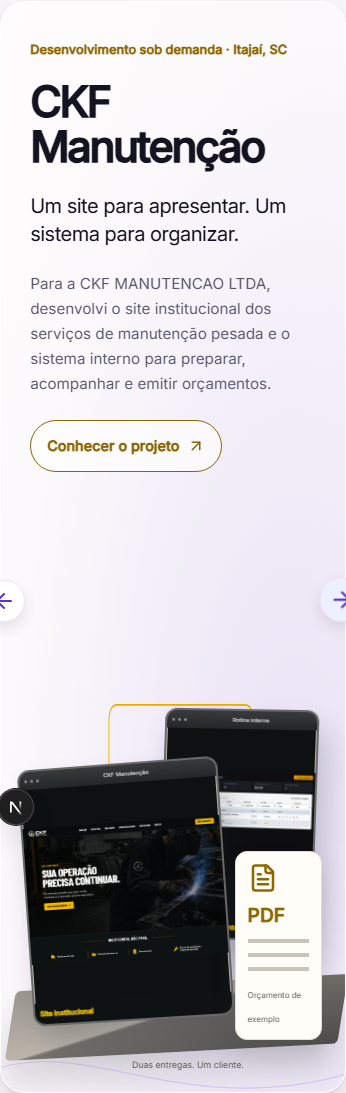 Desenvolvimento sob demanda · Itajaí, SC
CKF
Manutenção
Um site para apresentar. Um
sistema para organizar.
Para a CKF MANUTENCAO LTDA,
desenvolvi o site institucional dos
serviços de manutenção pesada e o
sistema interno para preparar,
acompanhar e emitir orçamentos.
Conhecer o projeto
Rotina interna
CKF Manutenção
N
SUA OPERAÇÃO
PRECISA CONTINUAR.
PDF
Orçamento de
exemplo
Site institucional
Duas entregas. Um cliente.